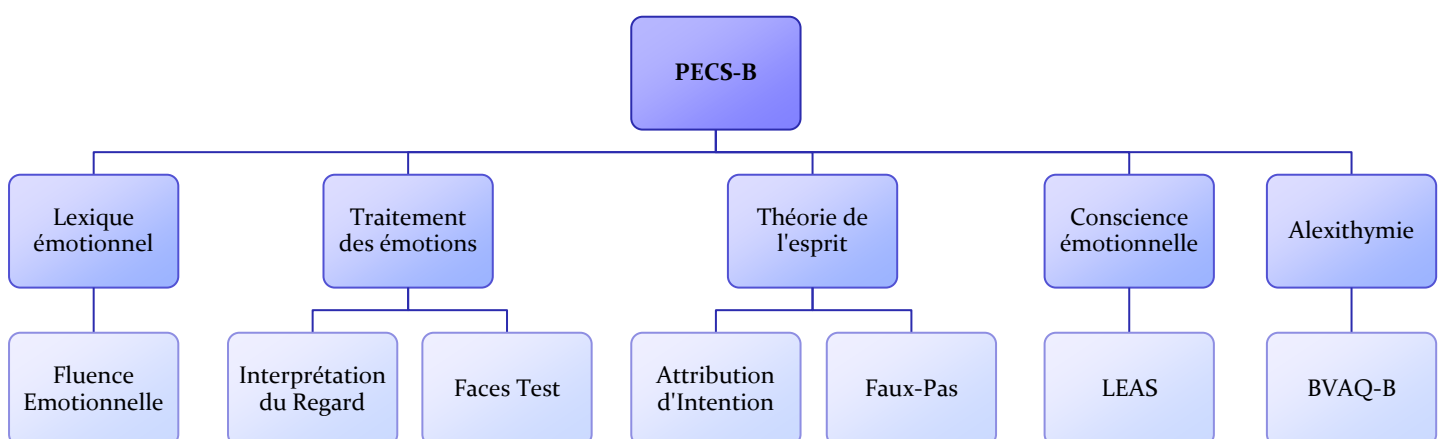 PECS-B
Lexique
émotionnel
Traitement
des émotions
Théorie de
l'esprit
Conscience
émotionnelle
Alexithymie
Fluence
Emotionnelle
Interprétation
du Regard
Faces Test
Attribution
d'Intention
Faux-Pas
LEAS
BVAQ-B